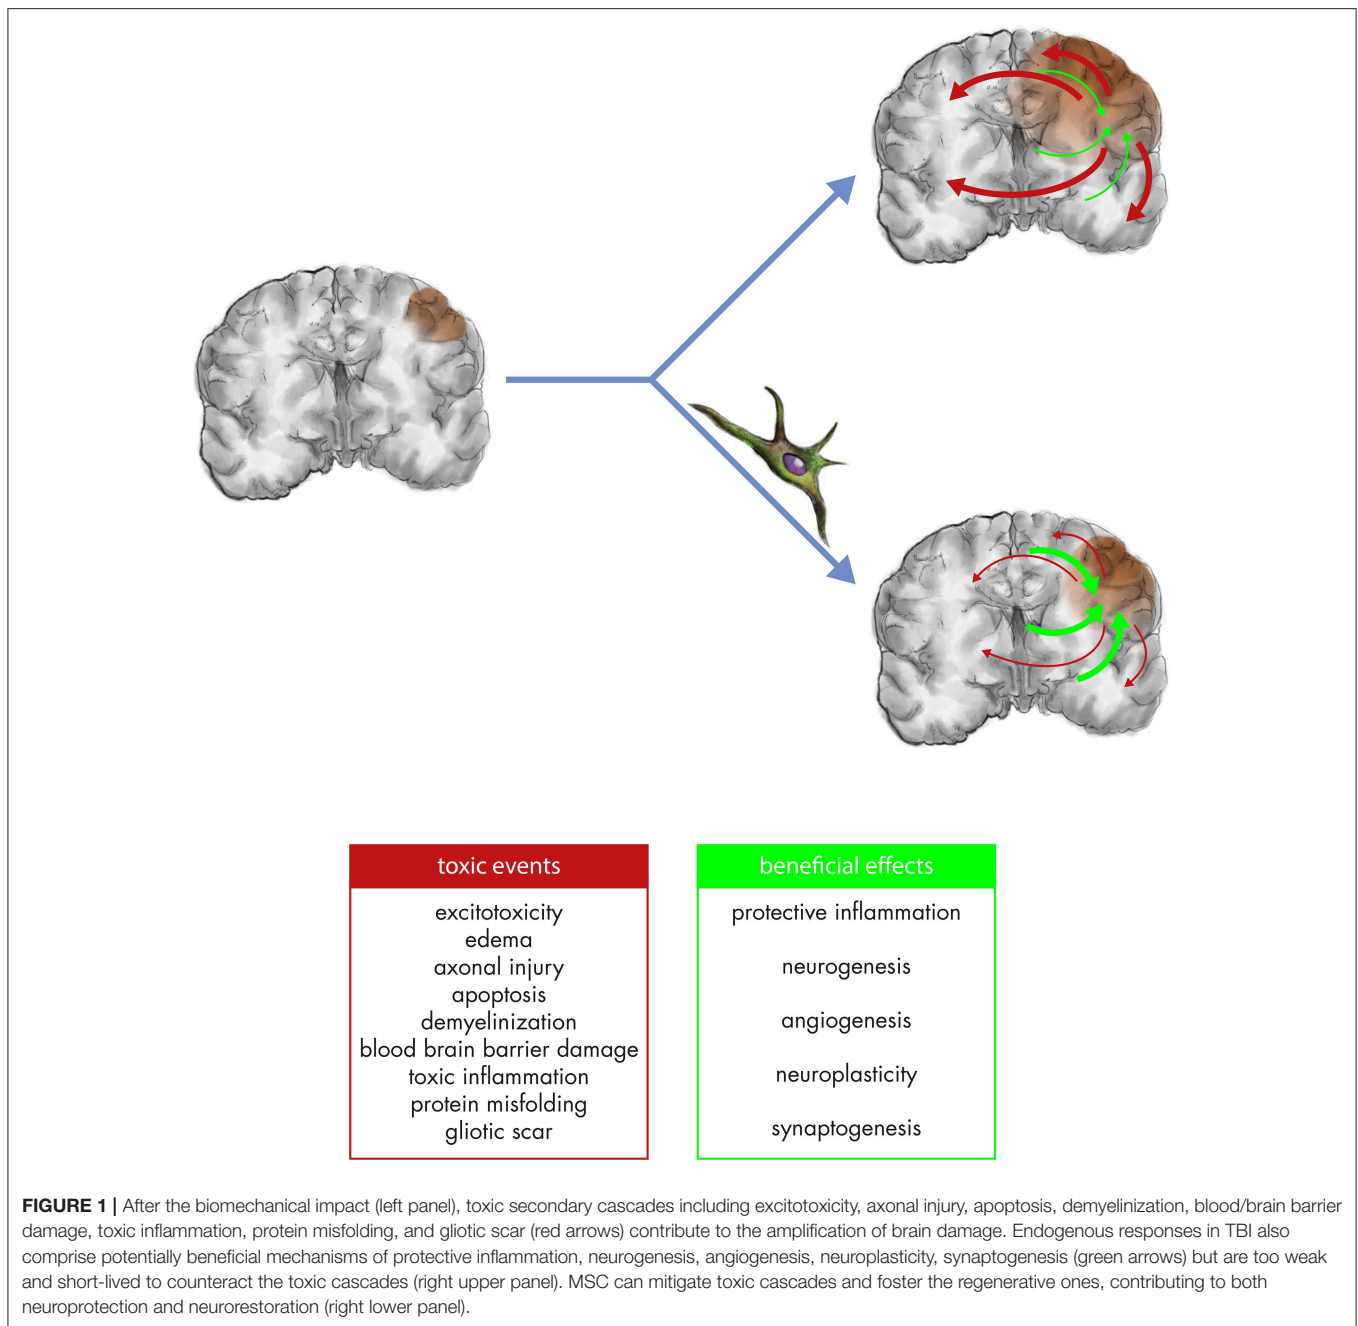 toxic events
excitotoxicity
edema
axonal injury
apoptosis
demyelinization
blood brain barrier damage
toxic inflammation
protein misfolding
gliotic scar
beneficial effects
protective inflammation
neurogenesis
angiogenesis
neuroplasticity
synaptogenesis
FIGURE 1 | After the biomechanical impact (left panel), toxic secondary cascades including excitotoxicity, axonal injury, apoptosis, demyelinization, blood/brain barrier
damage, toxic inflammation, protein misfolding, and gliotic scar (red arrows) contribute to the amplification of brain damage. Endogenous responses in TBI also
comprise potentially beneficial mechanisms of protective inflammation, neurogenesis, angiogenesis, neuroplasticity, synaptogenesis (green arrows) but are too weak
and short-lived to counteract the toxic cascades (right upper panel). MSC can mitigate toxic cascades and foster the regenerative ones, contributing to both
neuroprotection and neurorestoration (right lower panel).